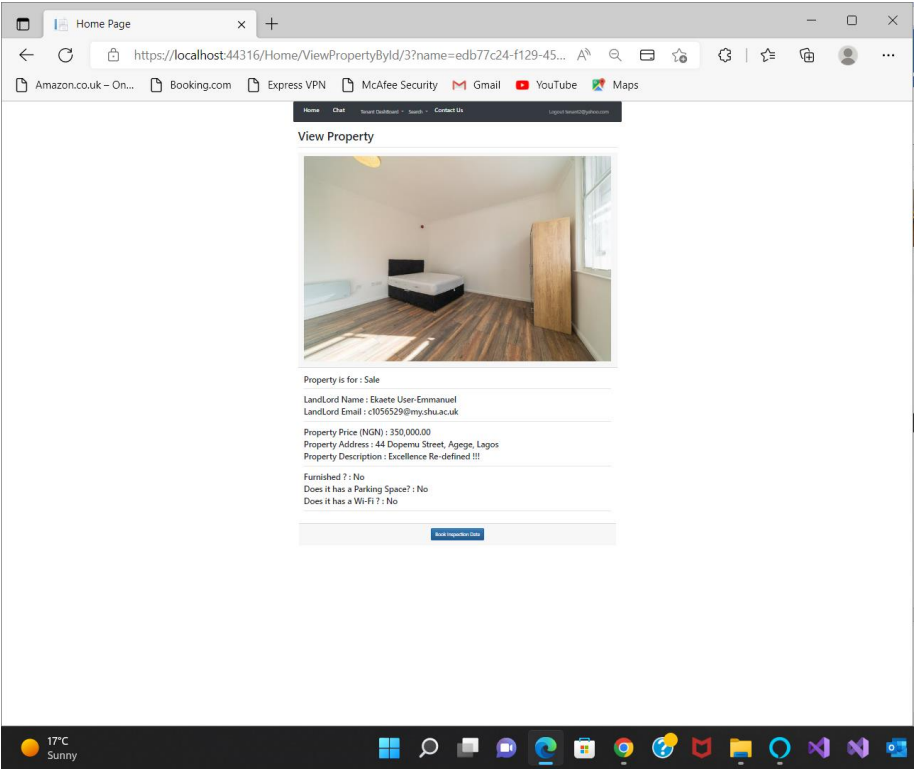 Home Page
https://localhost:44316/Home/ViewPropertyById/3?name=edb77c24-f129-45...
Amazon.co.uk – On... Booking.com Express VPN McAfee Security Gmail YouTube Maps
Home Chat Tenant Dashboard Search Contact Us Logout
View Property
Property is for : Sale
LandLord Name : Ekaete User-Emmanuel
LandLord Email : c1056529@my.shu.ac.uk
Property Price (NGN) : 350,000.00
Property Address : 44 Dopemu Street, Agege, Lagos
Property Description : Excellence Re-defined !!!
Furnished ? : No
Does it has a Parking Space? : No
Does it has a Wi-Fi ? : No
Book Inspection Date
17°C
Sunny